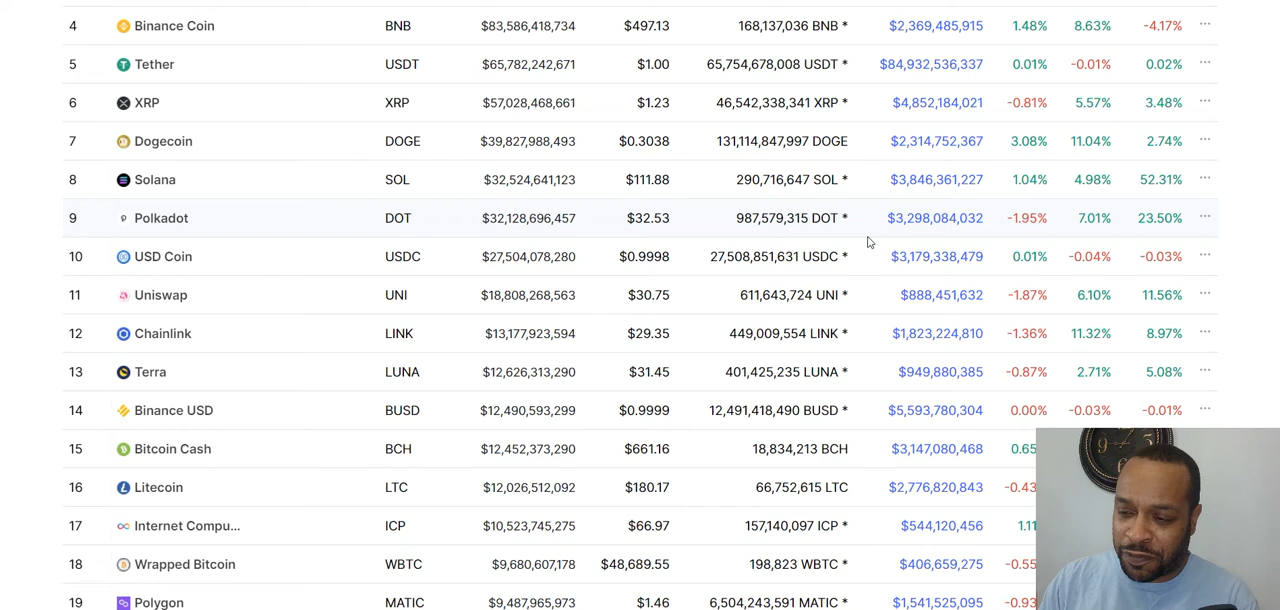 4 Binance Coin BNB $83,586,418,734 $497.13 168,137,036 BNB * $2,369,485,915 1.48% 8.63% -4.17% ...
5 Tether USDT $65,782,242,671 $1.00 65,754,678,008 USDT * $84,932,536,337 0.01% -0.01% 0.02% ...
6 XRP XRP $57,028,468,661 $1.23 46,542,338,341 XRP * $4,852,184,021 -0.81% 5.57% 3.48% ...
7 Dogecoin DOGE $39,827,988,493 $0.3038 131,114,847,997 DOGE $2,314,752,367 3.08% 11.04% 2.74% ...
8 Solana SOL $32,524,641,123 $111.88 290,716,647 SOL * $3,846,361,227 1.04% 4.98% 52.31% ...
9 Polkadot DOT $32,128,696,457 $32.53 987,579,315 DOT * $3,298,084,032 -1.95% 7.01% 23.50% ...
10 USD Coin USDC $27,504,078,280 $0.9998 27,508,851,631 USDC * $3,179,338,479 0.01% -0.04% -0.03% ...
11 Uniswap UNI $18,808,268,563 $30.75 611,643,724 UNI * $888,451,632 -1.87% 6.10% 11.56% ...
12 Chainlink LINK $13,177,923,594 $29.35 449,009,554 LINK * $1,823,224,810 -1.36% 11.32% 8.97% ...
13 Terra LUNA $12,626,313,290 $31.45 401,425,235 LUNA * $949,880,385 -0.87% 2.71% 5.08% ...
14 Binance USD BUSD $12,490,593,299 $0.9999 12,491,418,490 BUSD * $5,593,780,304 0.00% -0.03% -0.01% ...
15 Bitcoin Cash BCH $12,452,373,290 $661.16 18,834,213 BCH $3,147,080,468 0.65
16 Litecoin LTC $12,026,512,092 $180.17 66,752,615 LTC $2,776,820,843 -0.43
17 Internet Compu... ICP $10,523,745,275 $66.97 157,140,097 ICP * $544,120,456 1.11
18 Wrapped Bitcoin WBTC $9,680,607,178 $48,689.55 198,823 WBTC * $406,659,275 -0.55
19 Polygon MATIC $9,487,965,973 $1.46 6,504,243,591 MATIC * $1,541,525,095 -0.93
9 3
6